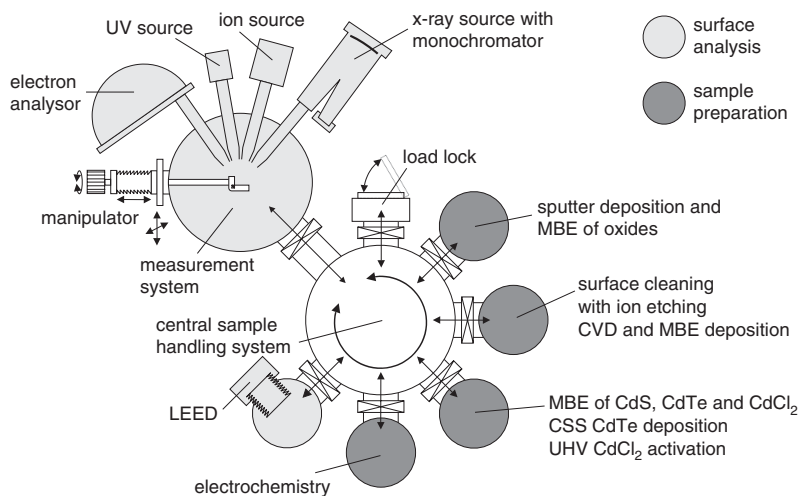 UV source
ion source
x-ray source with
monochromator
surface
analysis
electron
analysor
sample
preparation
load lock
manipulator
sputter deposition and
MBE of oxides
measurement
system
surface cleaning
with ion etching
CVD and MBE deposition
central sample
handling system
LEED
MBE of CdS, CdTe and CdCl₂
CSS CdTe deposition
UHV CdCl₂ activation
electrochemistry